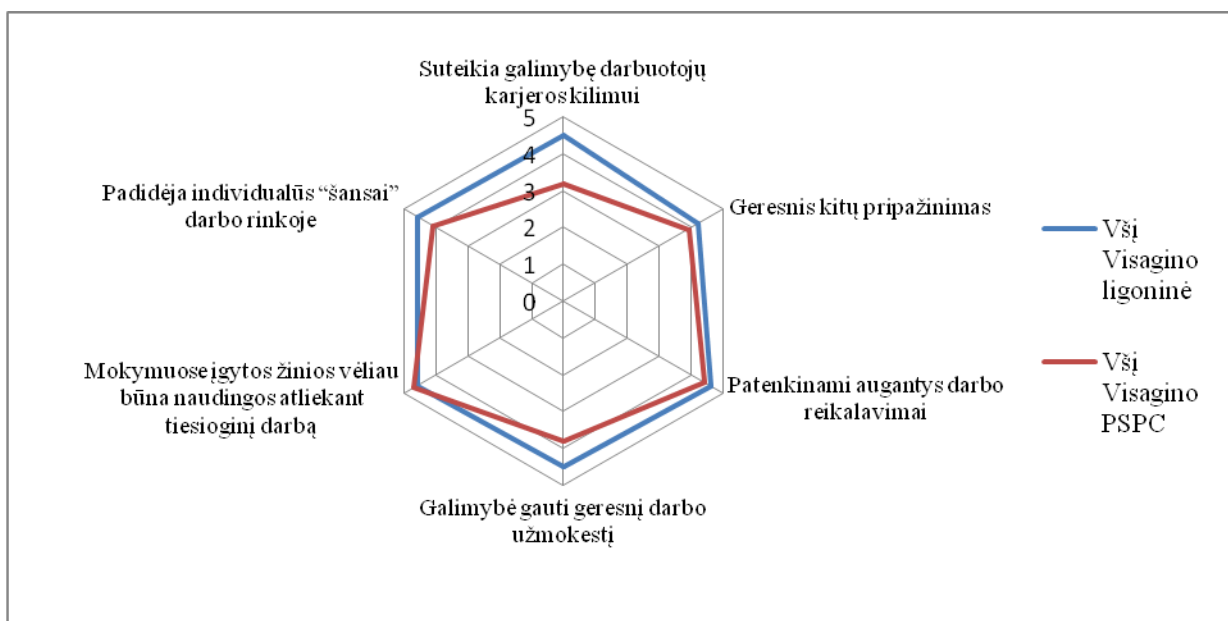 Suteikia galimybę darbuotojų
karjeros kilimui
5
4
3
2
1
0
Geresnis kitų pripažinimas
Patenkinami augantys darbo
reikalavimai
Galimybė gauti geresnį darbo
užmokestį
Mokymuose įgytos žinios vėliau
būna naudingos atliekant
tiesioginį darbą
Padidėja individualūs “šansai”
darbo rinkoje
VšĮ
Visagino
ligoninė
VšĮ
Visagino
PSPC